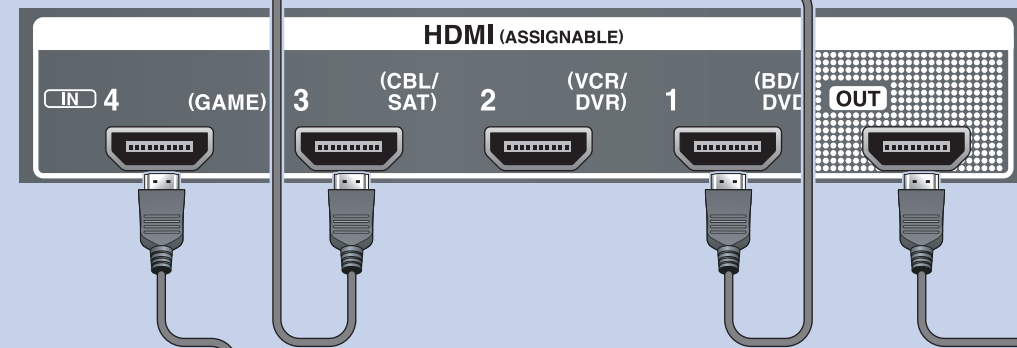 HDMI (ASSIGNABLE)
IN 4 (GAME)
3 (CBL/
SAT)
2 (VCR/
DVR)
1 (BD/
DVD
OUT